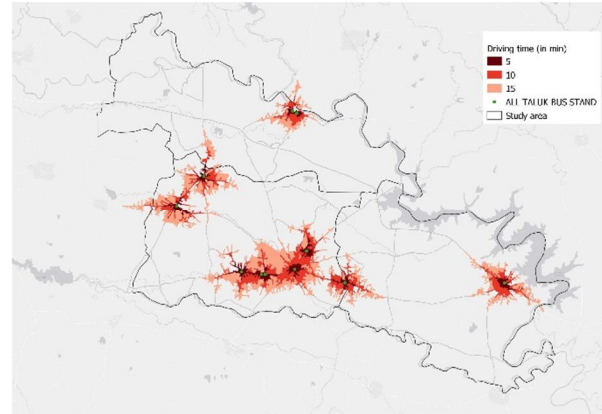 Driving time (in min)
5
10
15
ALL TALUK BUS STAND
Study area